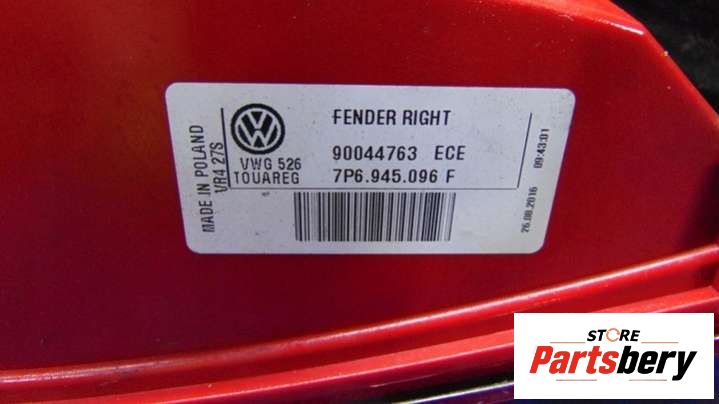 MADE IN POLAND
VR4 27S
VWG 526
TOUAREG
FENDER RIGHT
90044763 ECE
7P6.945.096 F
26.08.2016 09:43:01
STORE
Partsbery